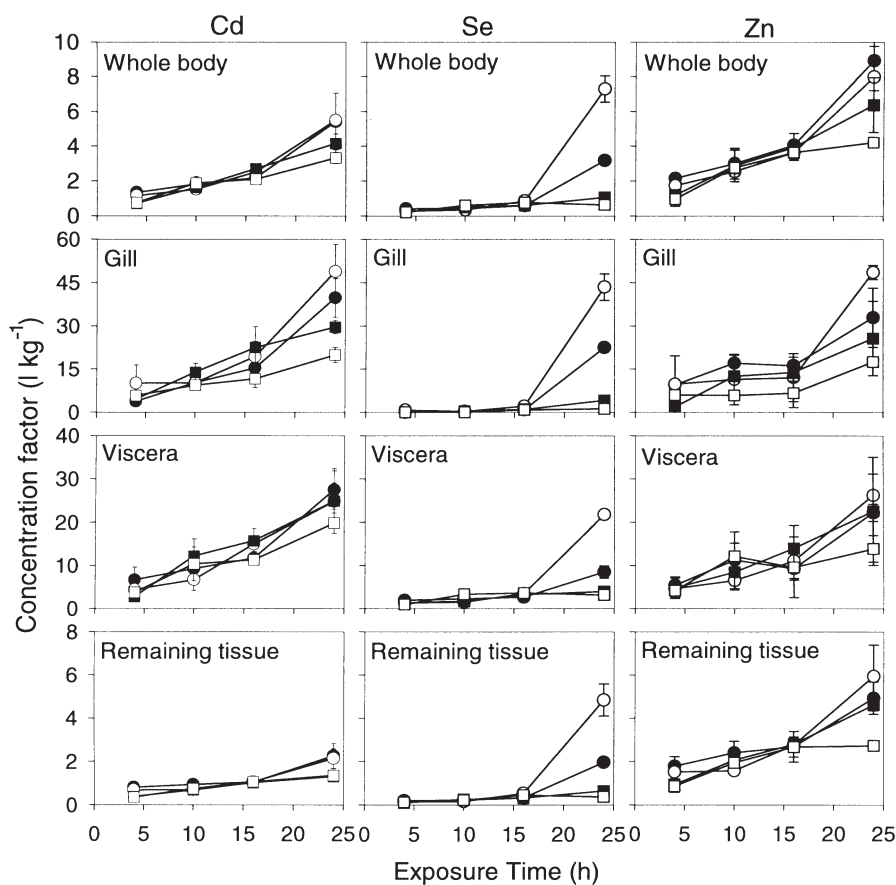 Cd Se Zn
10 Whole body Whole body Whole body
8
6
4
2
0
60 Gill Gill Gill
45
30
15
0
40 Viscera Viscera Viscera
30
20
10
0
8 Remaining tissue Remaining tissue Remaining tissue
6
4
2
0
0 5 10 15 20 25 0 5 10 15 20 25 0 5 10 15 20 25
Concentration factor (l kg⁻¹)
Exposure Time (h)